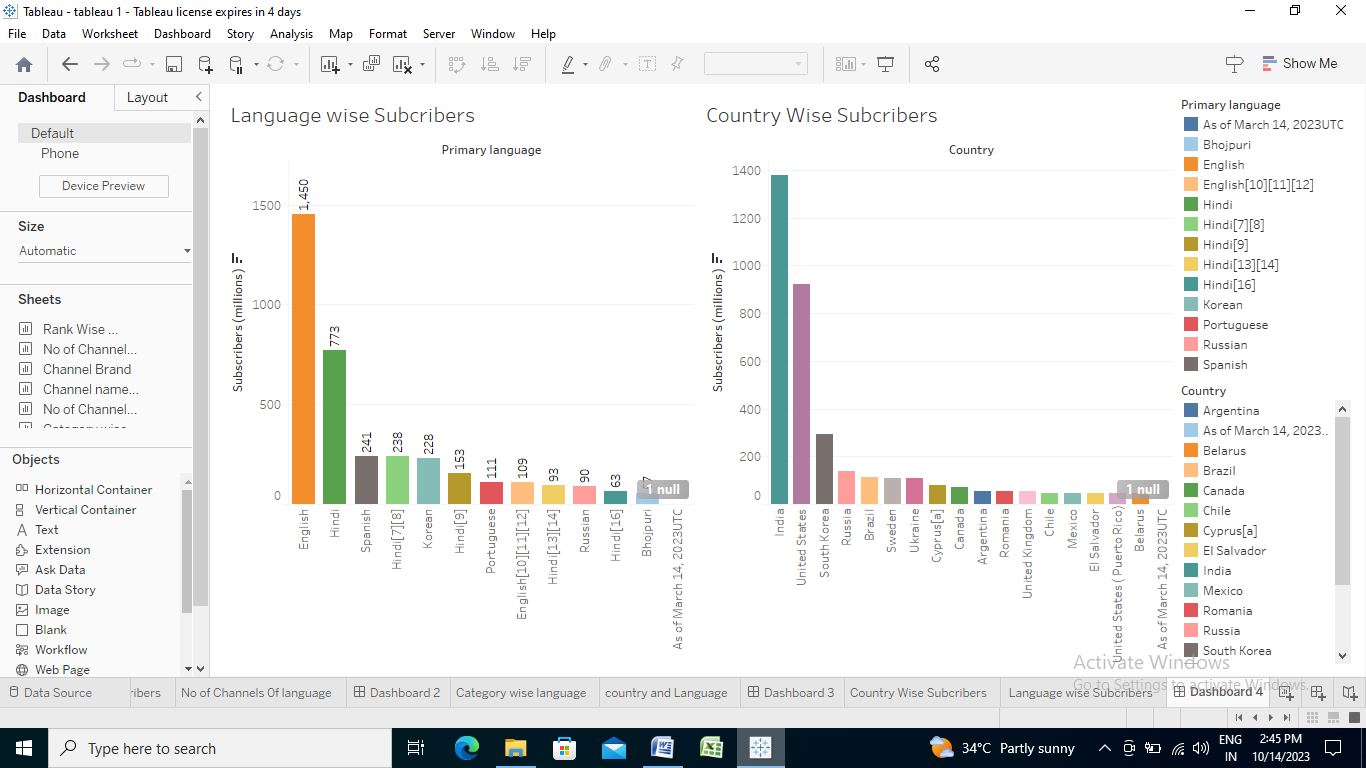 Tableau - tableau 1 - Tableau license expires in 4 days
File Data Worksheet Dashboard Story Analysis Map Format Server Window Help
Show Me
Dashboard Layout
Default
Phone
Device Preview
Size
Automatic
Sheets
Rank Wise ...
No of Channel...
Channel Brand
Channel name...
No of Channel...
Objects
Horizontal Container
Vertical Container
Text
Extension
Ask Data
Data Story
Image
Blank
Workflow
Web Page
Language wise Subcribers
Primary language
Subscribers (millions)
1500
1000
500
0
1,450
773
241
238
228
153
111
109
93
90
63
7
1 null
English
Hindi
Spanish
Hindi[7][8]
Korean
Hindi[9]
Portuguese
English[10][11][12]
Hindi[13][14]
Russian
Hindi[16]
Bhojpuri
As of March 14, 2023UTC
Country Wise Subcribers
Country
Subscribers (millions)
1400
1200
1000
800
600
400
200
0
1 null
India
United States
South Korea
Russia
Brazil
Sweden
Ukraine
Cyprus[a]
Canada
Argentina
Romania
United Kingdom
Chile
Mexico
El Salvador
United States ( Puerto Rico)
Belarus
As of March 14, 2023UTC
Primary language
As of March 14, 2023UTC
Bhojpuri
English
English[10][11][12]
Hindi
Hindi[7][8]
Hindi[9]
Hindi[13][14]
Hindi[16]
Korean
Portuguese
Russian
Spanish
Country
Argentina
As of March 14, 2023..
Belarus
Brazil
Canada
Chile
Cyprus[a]
El Salvador
India
Mexico
Romania
Russia
South Korea
Activate Windows
Go to Settings to activate Windows.
Data Source ribers No of Channels Of language Dashboard 2 Category wise language country and Language Dashboard 3 Country Wise Subcribers Language wise Subcribers Dashboard 4
Type here to search
34°C Partly sunny
ENG
IN
2:45 PM
10/14/2023